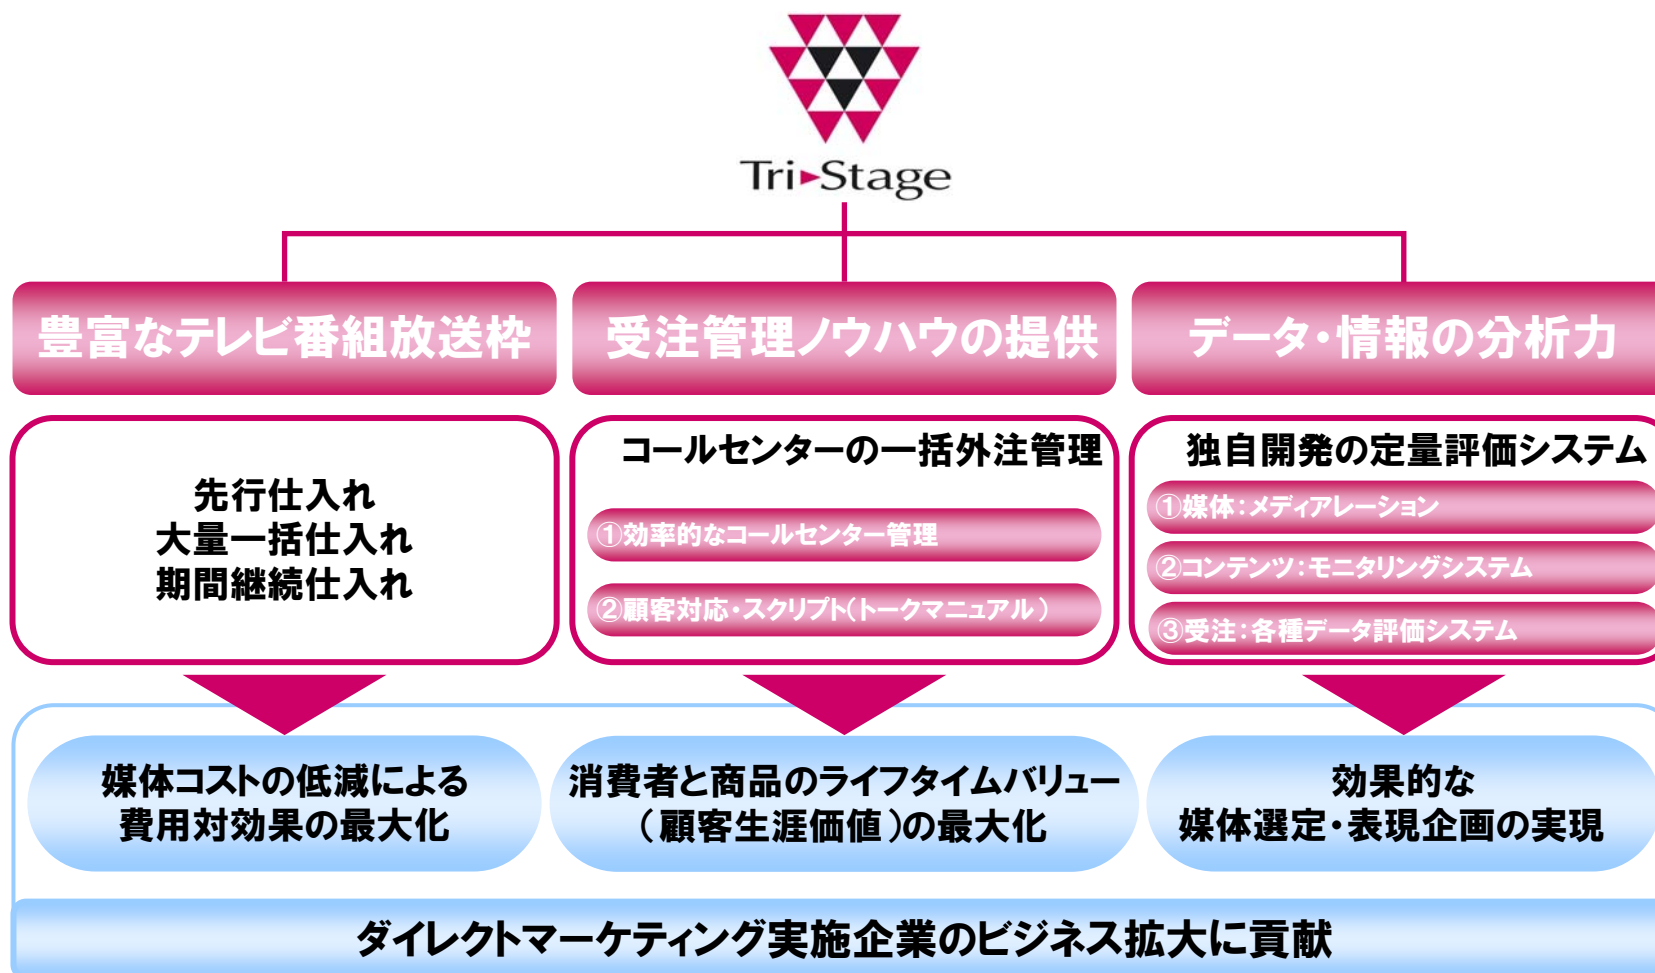 Tri-Stage
豊富なテレビ番組放送枠
受注管理ノウハウの提供
データ・情報の分析力
先行仕入れ
大量一括仕入れ
期間継続仕入れ
コールセンターの一括外注管理
①効率的なコールセンター管理
②顧客対応・スクリプト(トークマニュアル)
独自開発の定量評価システム
①媒体:メディアレーション
②コンテンツ:モニタリングシステム
③受注:各種データ評価システム
媒体コストの低減による
費用対効果の最大化
消費者と商品のライフタイムバリュー
(顧客生涯価値)の最大化
効果的な
媒体選定・表現企画の実現
ダイレクトマーケティング実施企業のビジネス拡大に貢献